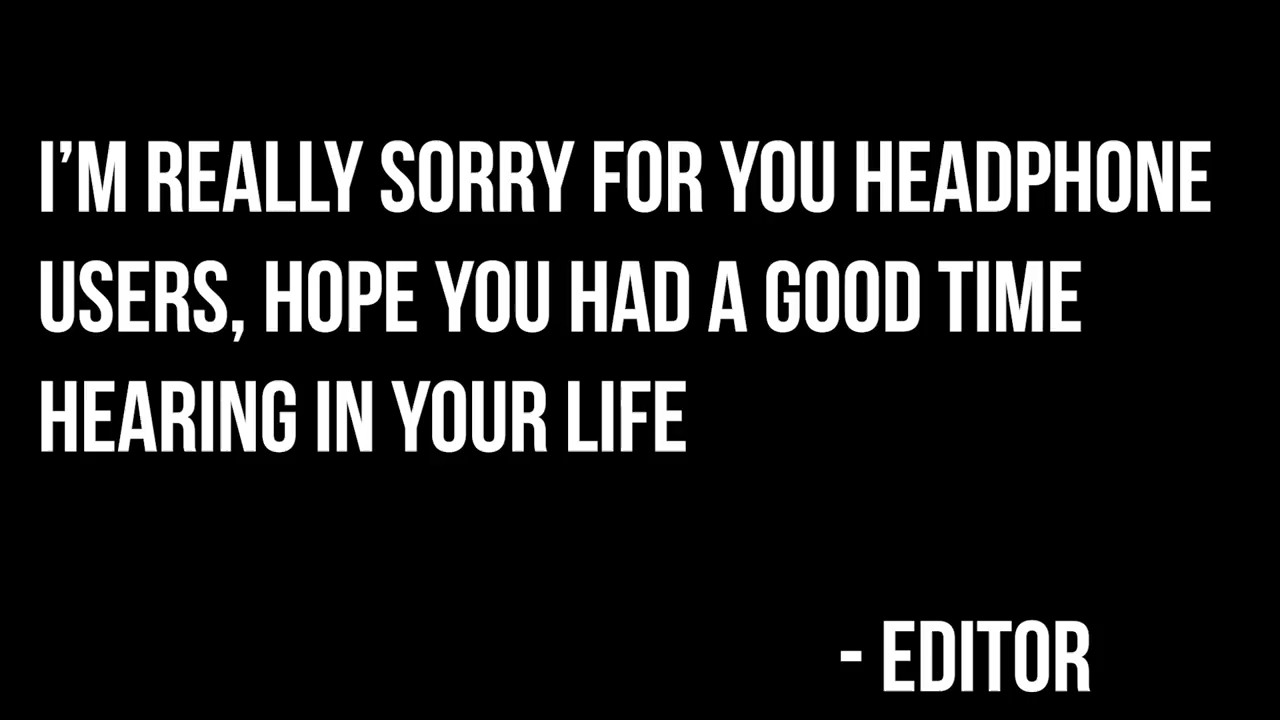 I'M REALLY SORRY FOR YOU HEADPHONE
USERS, HOPE YOU HAD A GOOD TIME
HEARING IN YOUR LIFE
- EDITOR